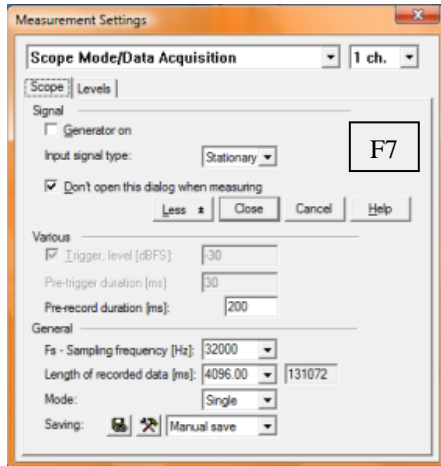 Measurement Settings
Scope Mode/Data Acquisition 1 ch.
Scope Levels
Signal
Generator on
Input signal type: Stationary
F7
Don't open this dialog when measuring
Less ± Close Cancel Help
Various
Trigger, level [dBFS]: -30
Pre-trigger duration [ms]: 30
Pre-record duration [ms]: 200
General
Fs - Sampling frequency [Hz]: 32000
Length of recorded data [ms]: 4096.00 131072
Mode: Single
Saving: Manual save